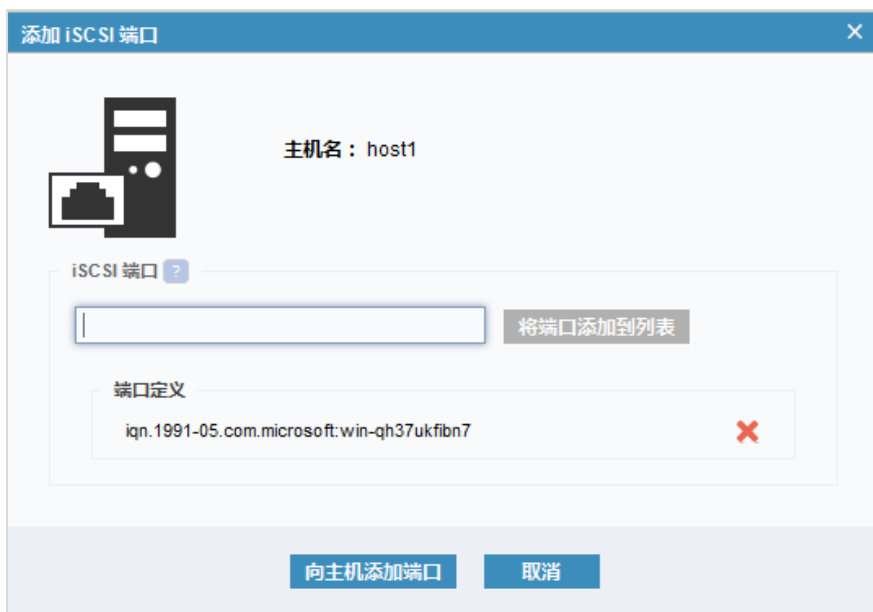 添加 iSCSI 端口
主机名： host1
iSCSI 端口 ?
将端口添加到列表
端口定义
iqn.1991-05.com.microsoft:win-qh37ukfibn7
向主机添加端口 取消